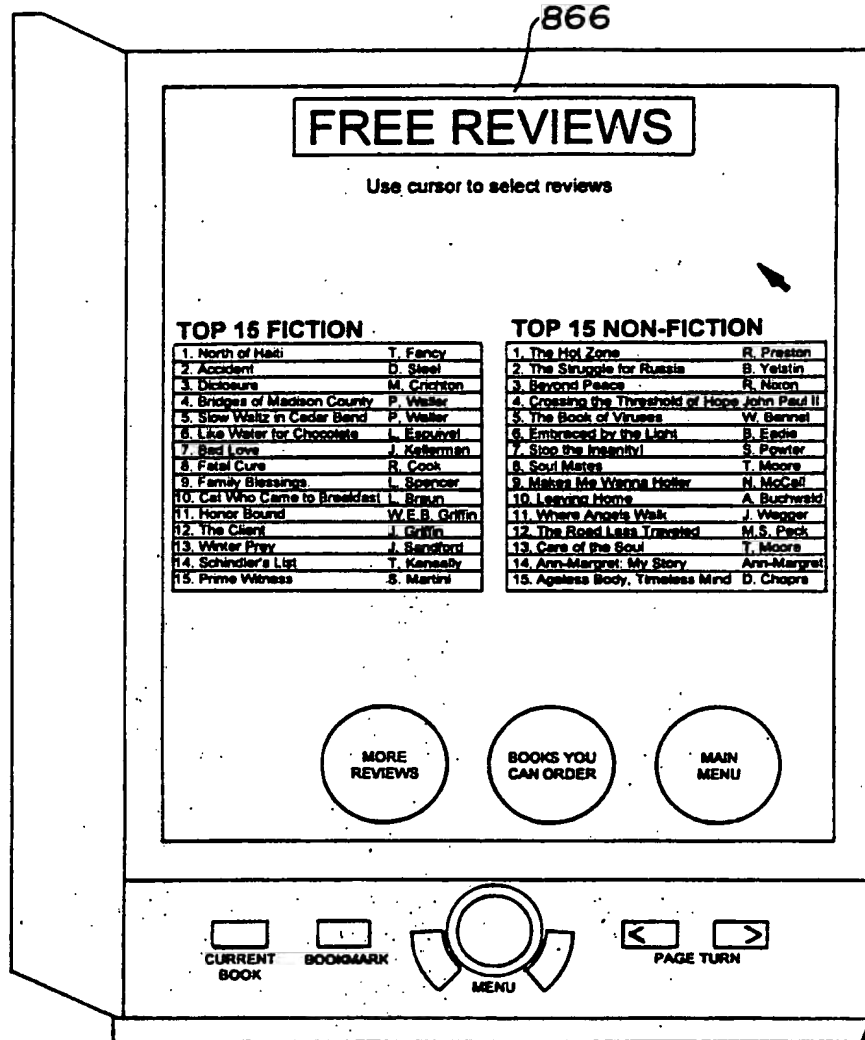 866
FREE REVIEWS
Use cursor to select reviews
TOP 15 FICTION
1. North of Haiti T. Fancy
2. Accident D. Steel
3. Diclosure M. Crichton
4. Bridges of Madison County P. Waller
5. Slow Waltz in Cedar Bend P. Waller
6. Like Water for Chocolate L. Esquivel
7. Bad Love J. Kellerman
8. Fatal Cure R. Cook
9. Family Blessings L. Spencer
10. Cat Who Came to Breakfast L. Braun
11. Honor Bound W.E.B. Griffin
12. The Client J. Griffin
13. Winter Prey J. Sandford
14. Schindler's List T. Keneally
15. Prime Witness S. Martini
TOP 15 NON-FICTION
1. The Hot Zone R. Preston
2. The Struggle for Russia B. Yelstin
3. Beyond Peace R. Nixon
4. Crossing the Threshold of Hope John Paul II
5. The Book of Viruses W. Bennet
6. Embraced by the Light B. Eadie
7. Stop the Insanity! S. Powter
8. Soul Mates T. Moore
9. Makes Me Wanna Holler N. McCall
10. Leaving Home A. Buchwald
11. Where Angels Walk J. Wegger
12. The Road Less Traveled M.S. Peck
13. Care of the Soul T. Moore
14. Ann-Margret: My Story Ann-Margret
15. Ageless Body, Timeless Mind D. Chopra
MORE
REVIEWS
BOOKS YOU
CAN ORDER
MAIN
MENU
CURRENT
BOOK
BOOKMARK
MENU
< >
PAGE TURN